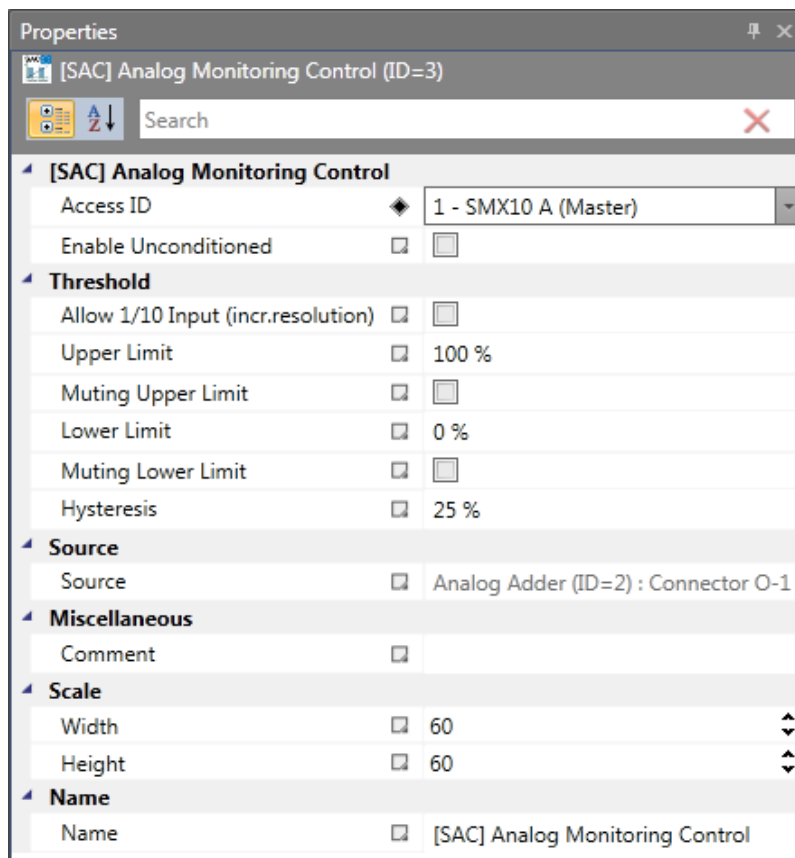 Properties
[SAC] Analog Monitoring Control (ID=3)
A Z Search
[SAC] Analog Monitoring Control
Access ID 1 - SMX10 A (Master)
Enable Unconditioned
Threshold
Allow 1/10 Input (incr.resolution)
Upper Limit 100 %
Muting Upper Limit
Lower Limit 0 %
Muting Lower Limit
Hysteresis 25 %
Source
Source Analog Adder (ID=2) : Connector O-1
Miscellaneous
Comment
Scale
Width 60
Height 60
Name
Name [SAC] Analog Monitoring Control